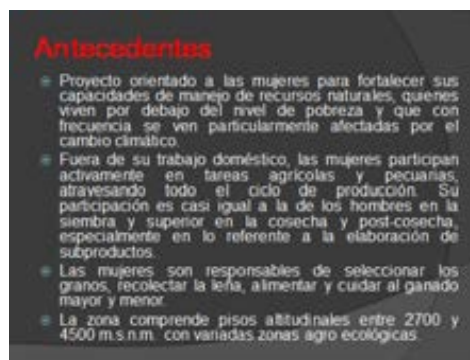 Antecedentes
Proyecto orientado a las mujeres para fortalecer sus
capacidades de manejo de recursos naturales, quienes
viven por debajo del nivel de pobreza y que con
frecuencia se ven particularmente afectadas por el
cambio climático.
Fuera de su trabajo doméstico, las mujeres participan
activamente en tareas agrícolas y pecuarias,
atravesando todo el ciclo de producción. Su
participación es casi igual a la de los hombres en la
siembra y superior en la cosecha y post-cosecha,
especialmente en lo referente a la elaboración de
subproductos.
Las mujeres son responsables de seleccionar los
granos, recolectar la leña, alimentar y cuidar al ganado
mayor y menor.
La zona comprende pisos altitudinales entre 2700 y
4500 m.s.n.m. con variadas zonas agro ecológicas.